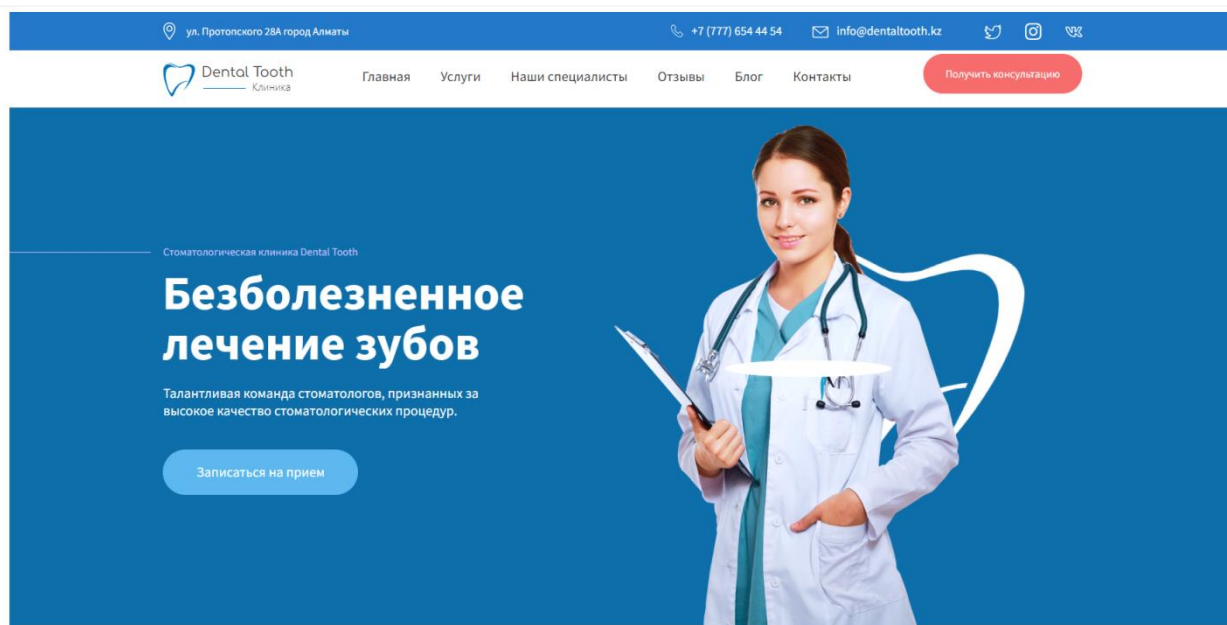 ул. Протопского 28А город Алматы
+7 (777) 654 44 54
info@dentaltooth.kz
Dental Tooth
Клиника
Главная
Услуги
Наши специалисты
Отзывы
Блог
Контакты
Получить консультацию
Стоматологическая клиника Dental Tooth
Безболезненное
лечение зубов
Талантливая команда стоматологов, признанных за
высокое качество стоматологических процедур.
Записаться на прием